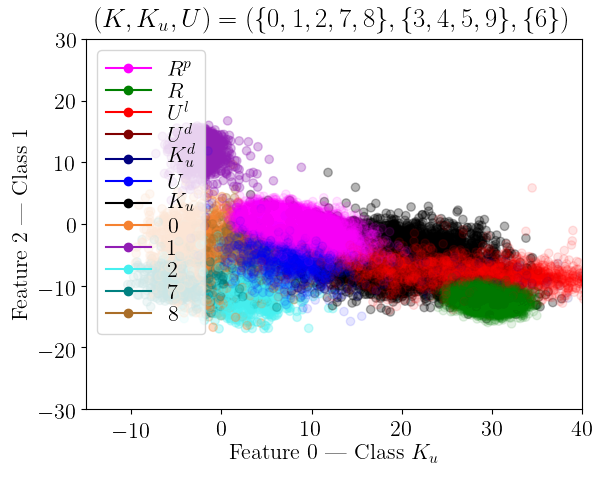 (K, K_u, U) = ({0, 1, 2, 7, 8}, {3, 4, 5, 9}, {6})
30
20
10
0
−10
−20
−30
Feature 2 — Class 1
R^p
R
U^l
U^d
K_u^d
U
K_u
0
1
2
7
8
−10
0
10
20
30
40
Feature 0 — Class K_u